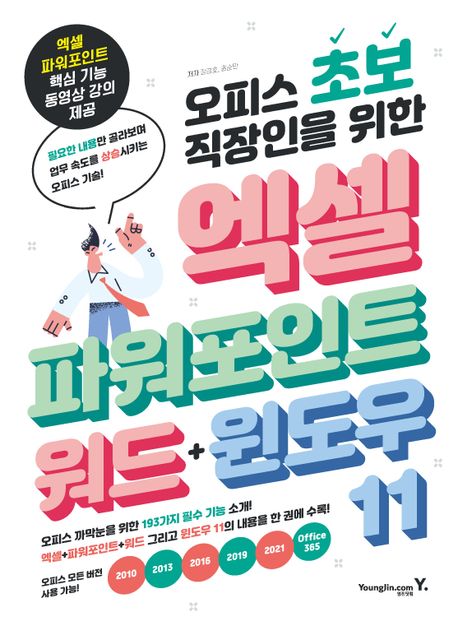 엑셀
파워포인트
핵심 기능
동영상 강의
제공
필요한 내용만 골라보며
업무 속도를 상승시키는
오피스 기술!
저자
오피스 초보
직장인을 위한
엑셀
파워포인트
워드+윈도우
11
오피스 까막눈을 위한 193가지 필수 기능 소개!
엑셀+파워포인트+워드 그리고 윈도우 11의 내용을 한 권에 수록!
오피스 모든 버전
사용 가능!
2010
2013
2016
2019
2021
Office
365
YoungJin.com Y.
영진닷컴